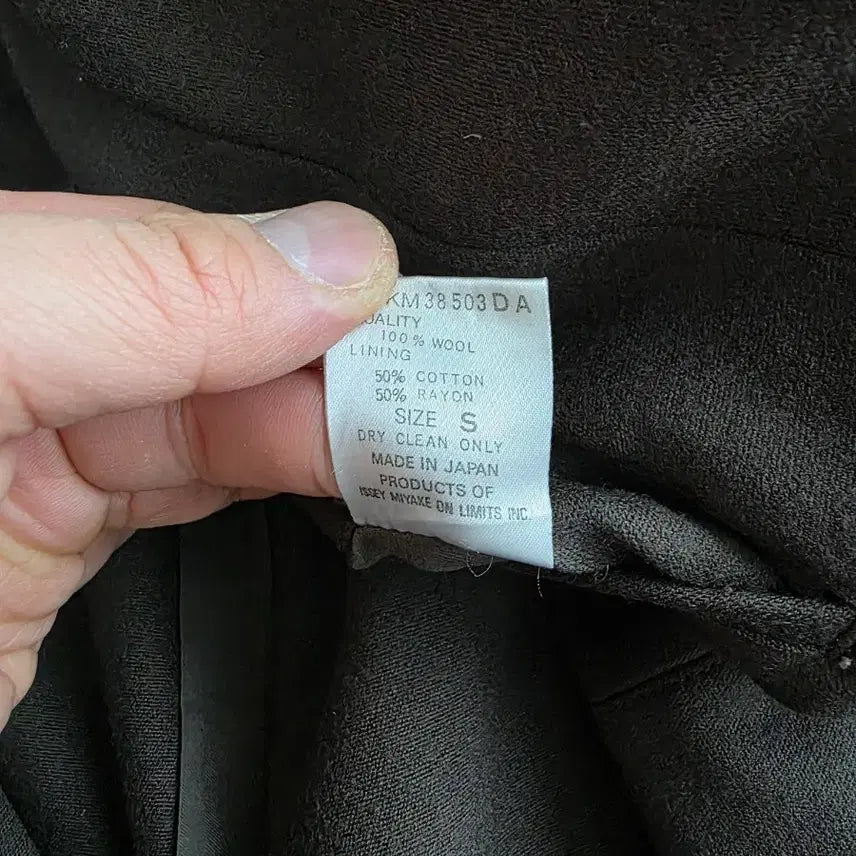 KM38503DA
UALITY
100% WOOL
LINING
50% COTTON
50% RAYON
SIZE S
DRY CLEAN ONLY
MADE IN JAPAN
PRODUCTS OF
ISSEY MIYAKE ON LIMITS INC.